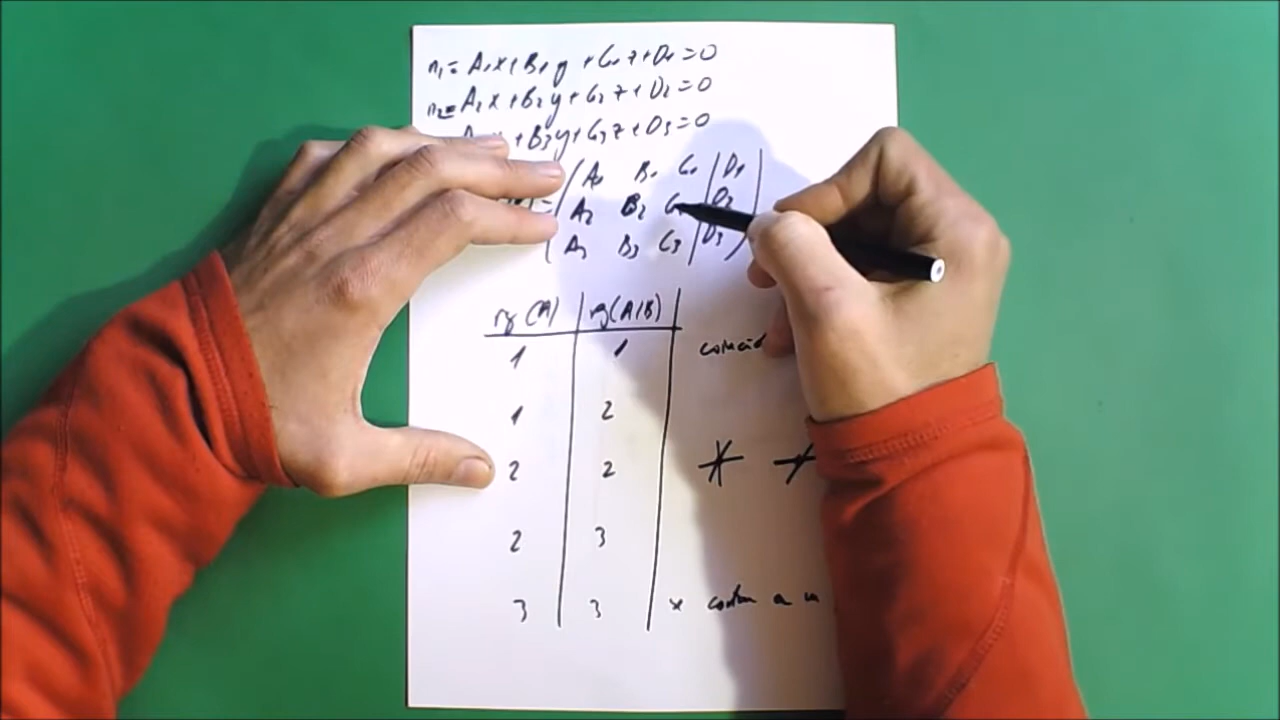 π₁= A₁x+B₁y+C₁z+D₁=0
π₂= A₂x+B₂y+C₂z+D₂=0
+B₃y+C₃z+D₃=0
= ( A₁ B₁ C₁ | D₁ )
A₂ B₂ C₂ | D₂
A₃ B₃ C₃ | D₃
rg(A) | rg(A|B) |
1 1
1 2
2 2
2 3
3 3 x